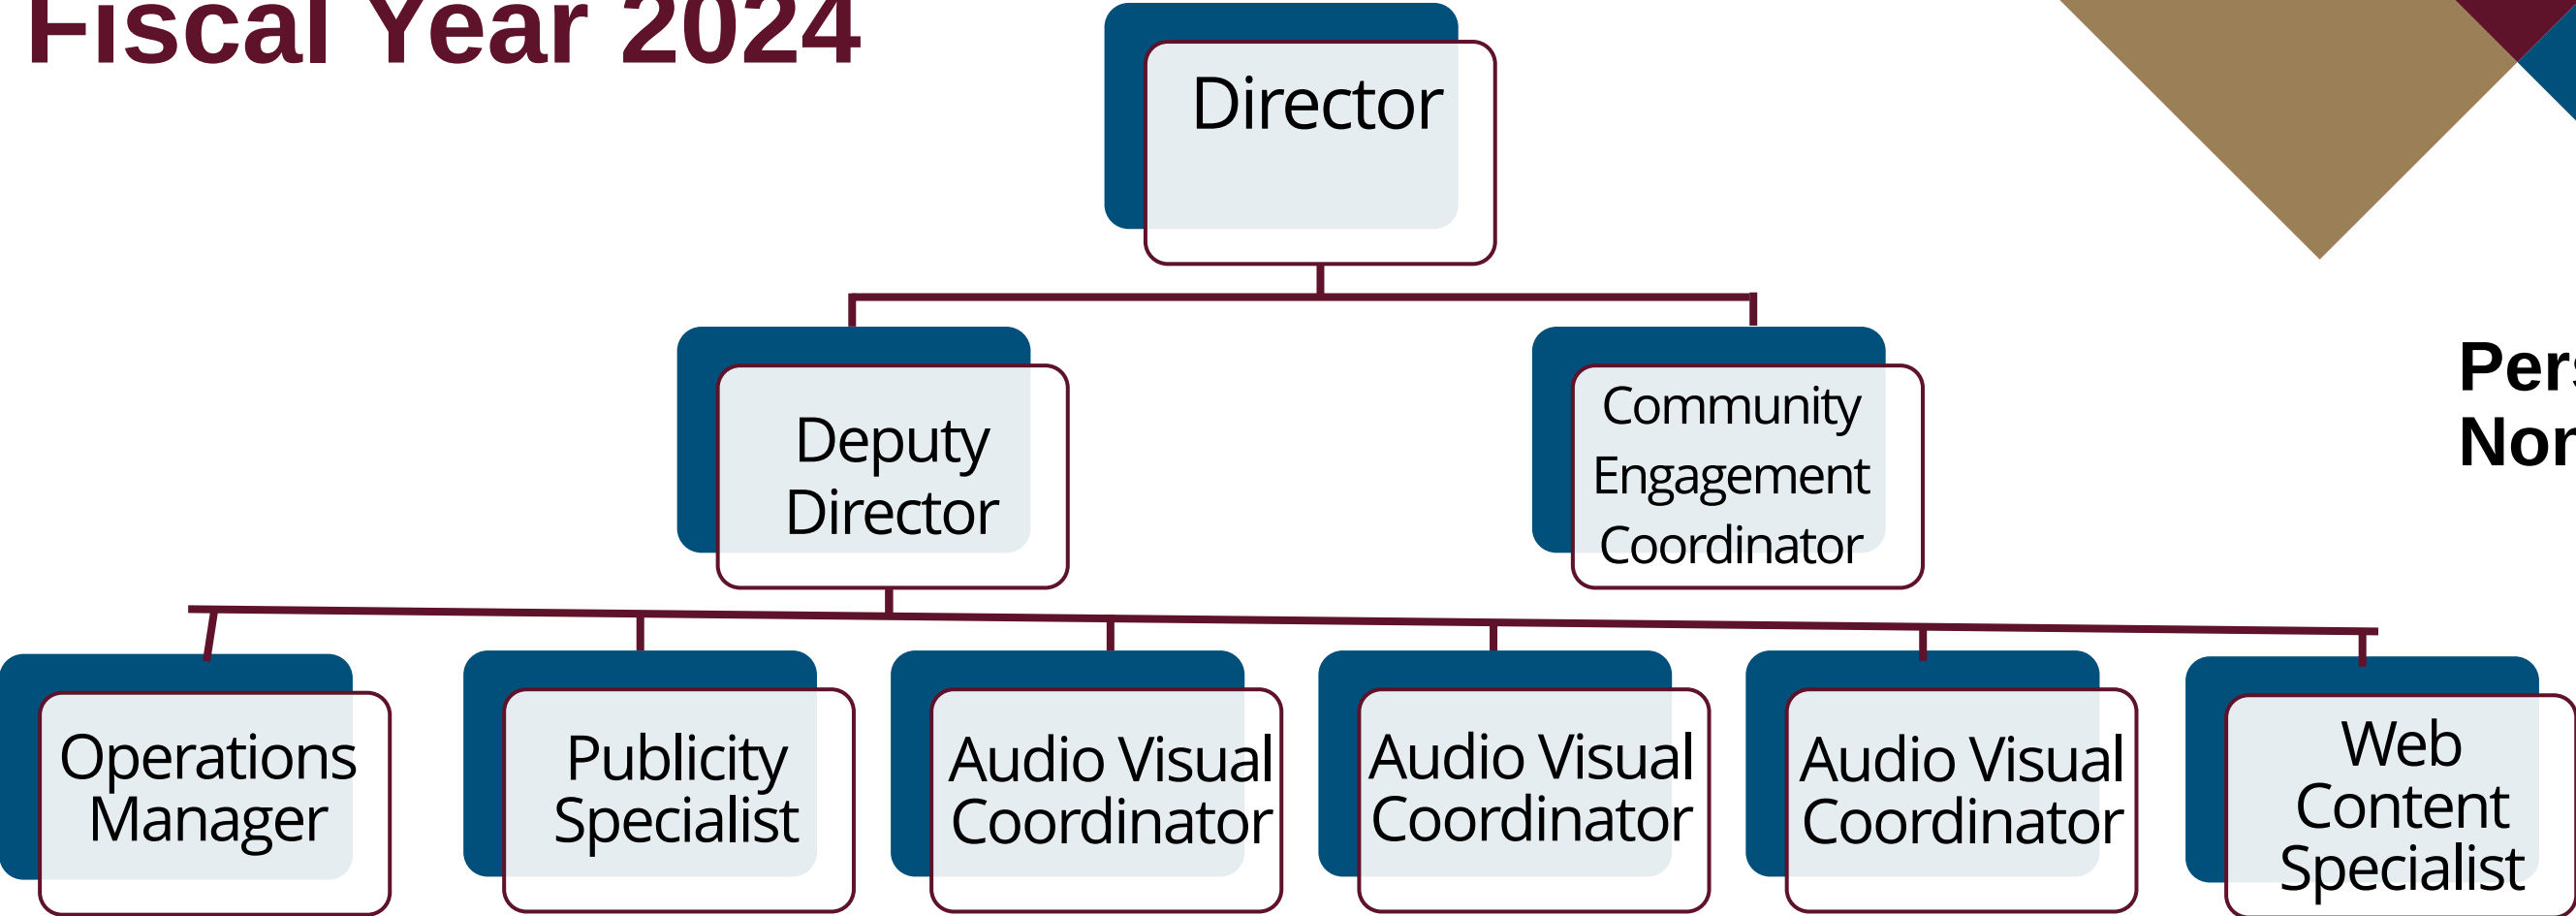 Fiscal Year 2024
Director
Deputy
Director
Community
Engagement
Coordinator
Operations
Manager
Publicity
Specialist
Audio Visual
Coordinator
Audio Visual
Coordinator
Audio Visual
Coordinator
Web
Content
Specialist